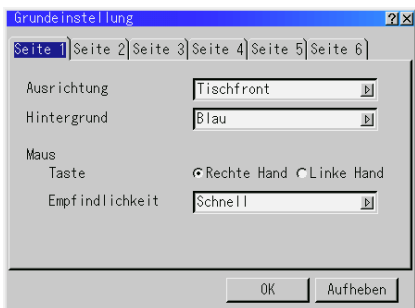 Grundeinstellung
Seite 1 Seite 2 Seite 3 Seite 4 Seite 5 Seite 6
Ausrichtung Tischfront
Hintergrund Blau
Maus
Taste Rechte Hand Linke Hand
Empfindlichkeit Schnell
OK Aufheben